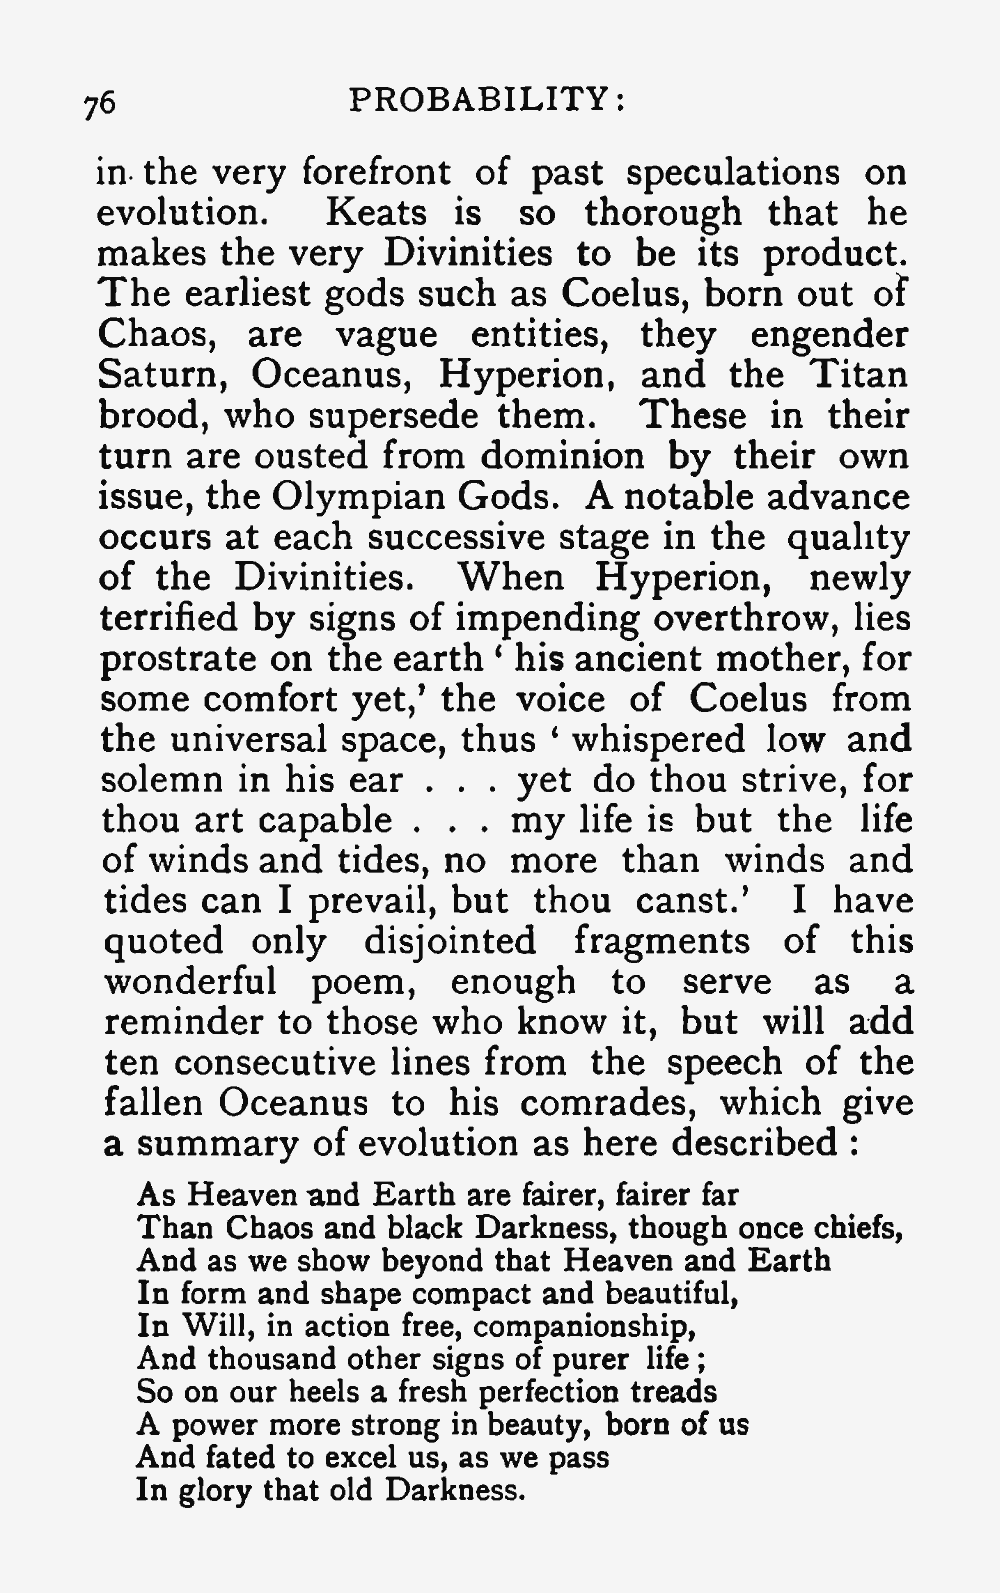 76 PROBABILITY:
in the very forefront of past speculations on
evolution. Keats is so thorough that he
makes the very Divinities to be its product.
The earliest gods such as Coelus, born out of
Chaos, are vague entities, they engender
Saturn, Oceanus, Hyperion, and the Titan
brood, who supersede them. These in their
turn are ousted from dominion by their own
issue, the Olympian Gods. A notable advance
occurs at each successive stage in the quality
of the Divinities. When Hyperion, newly
terrified by signs of impending overthrow, lies
prostrate on the earth ‘ his ancient mother, for
some comfort yet,’ the voice of Coelus from
the universal space, thus ‘ whispered low and
solemn in his ear . . . yet do thou strive, for
thou art capable . . . my life is but the life
of winds and tides, no more than winds and
tides can I prevail, but thou canst.’ I have
quoted only disjointed fragments of this
wonderful poem, enough to serve as a
reminder to those who know it, but will add
ten consecutive lines from the speech of the
fallen Oceanus to his comrades, which give
a summary of evolution as here described :
As Heaven and Earth are fairer, fairer far
Than Chaos and black Darkness, though once chiefs,
And as we show beyond that Heaven and Earth
In form and shape compact and beautiful,
In Will, in action free, companionship,
And thousand other signs of purer life ;
So on our heels a fresh perfection treads
A power more strong in beauty, born of us
And fated to excel us, as we pass
In glory that old Darkness.